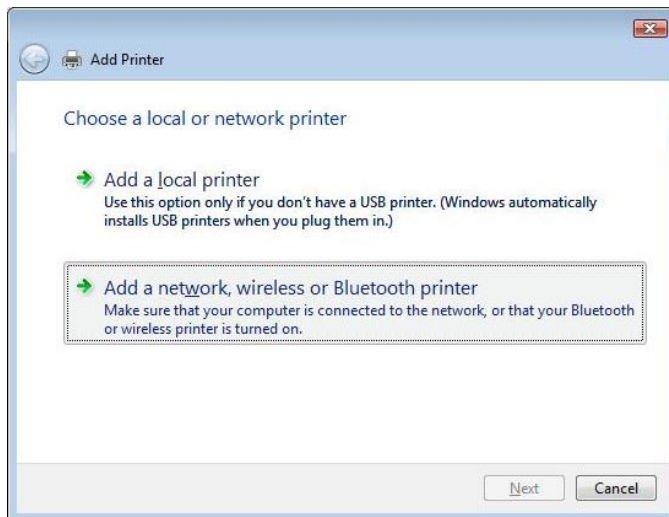 Add Printer
Choose a local or network printer
Add a local printer
Use this option only if you don't have a USB printer. (Windows automatically
installs USB printers when you plug them in.)
Add a network, wireless or Bluetooth printer
Make sure that your computer is connected to the network, or that your Bluetooth
or wireless printer is turned on.
Next
Cancel